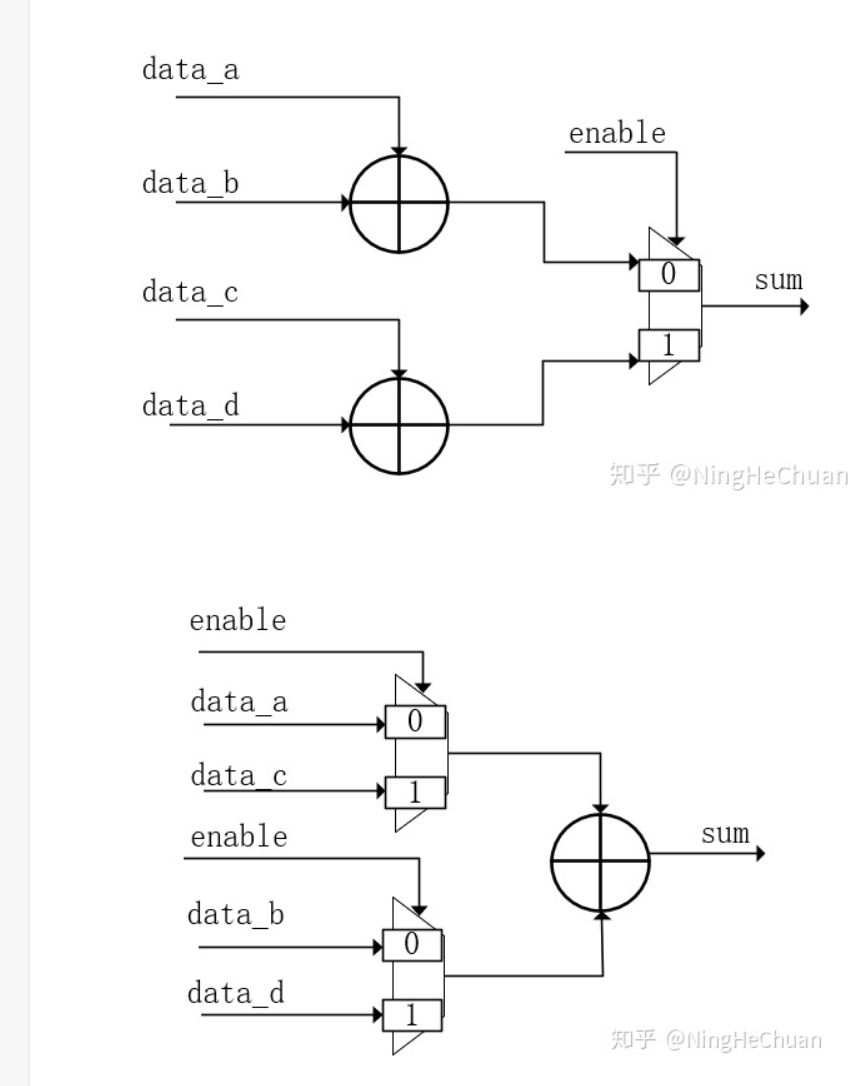 data_a
enable
data_b
0
sum
data_c
1
data_d
知乎 @NingHeChuan
enable
data_a
0
data_c
1
enable
sum
data_b
0
data_d
1
知乎 @NingHeChuan